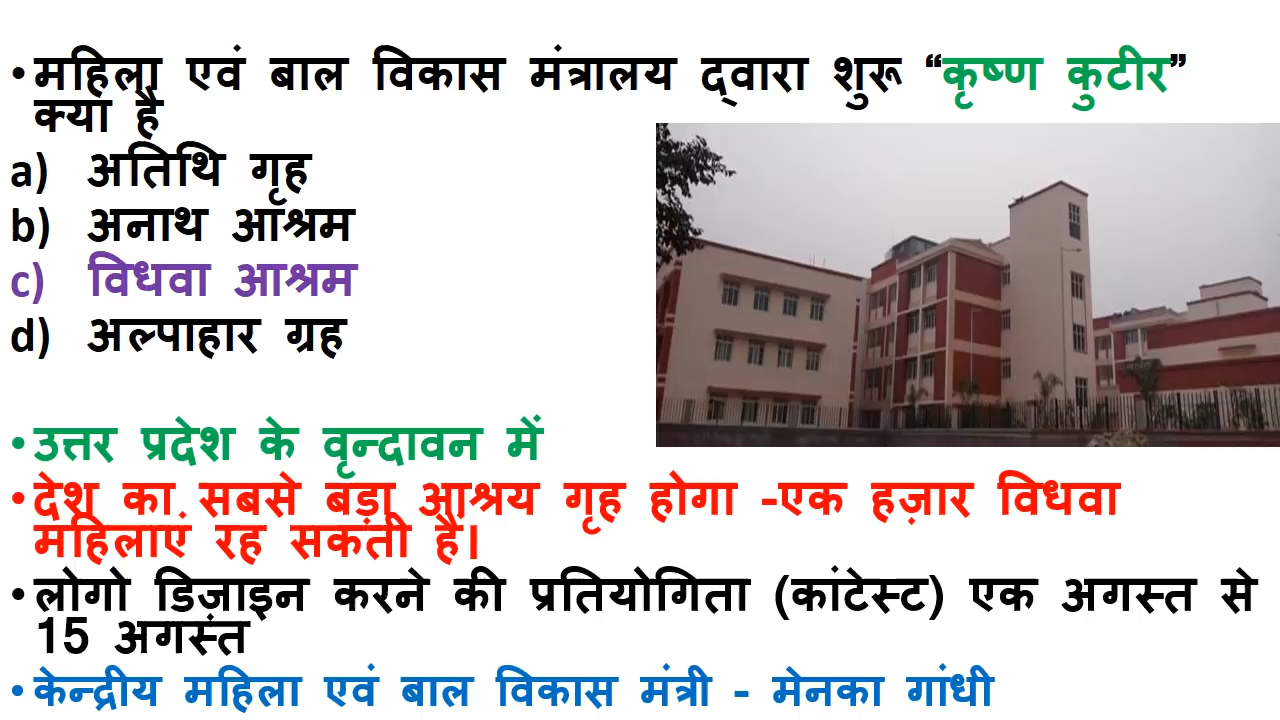 • महिला एवं बाल विकास मंत्रालय द्वारा शुरू “कृष्ण कुटीर”
क्या है
a) अतिथि गृह
b) अनाथ आश्रम
c) विधवा आश्रम
d) अल्पाहार ग्रह
• उत्तर प्रदेश के वृन्दावन में
• देश का सबसे बड़ा आश्रय गृह होगा -एक हज़ार विधवा
महिलाएं रह सकती हैं।
• लोगो डिज़ाइन करने की प्रतियोगिता (कांटेस्ट) एक अगस्त से
15 अगस्त
• केन्द्रीय महिला एवं बाल विकास मंत्री - मेनका गांधी